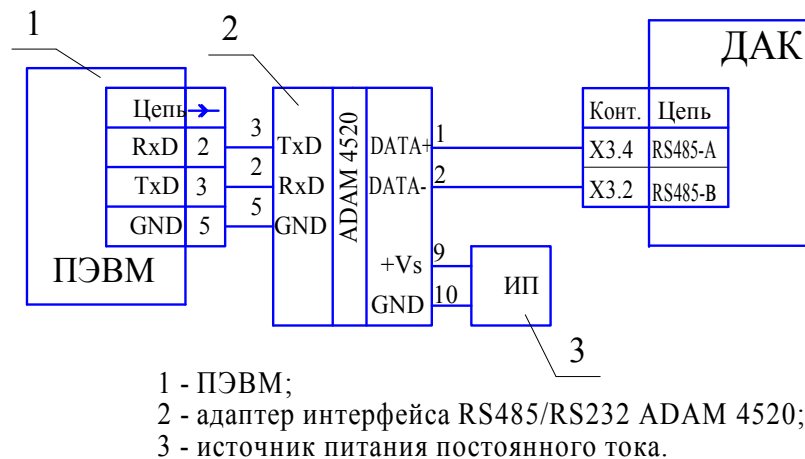 1
2
ДАК
ПЭВМ
Цепь
RxD 2
TxD 3
GND 5
3 TxD
2 RxD
5 GND
ADAM 4520
DATA+ 1
DATA- 2
+Vs 9
GND 10
ИП
3
Конт. Цепь
X3.4 RS485-A
X3.2 RS485-B
1 - ПЭВМ;
2 - адаптер интерфейса RS485/RS232 ADAM 4520;
3 - источник питания постоянного тока.